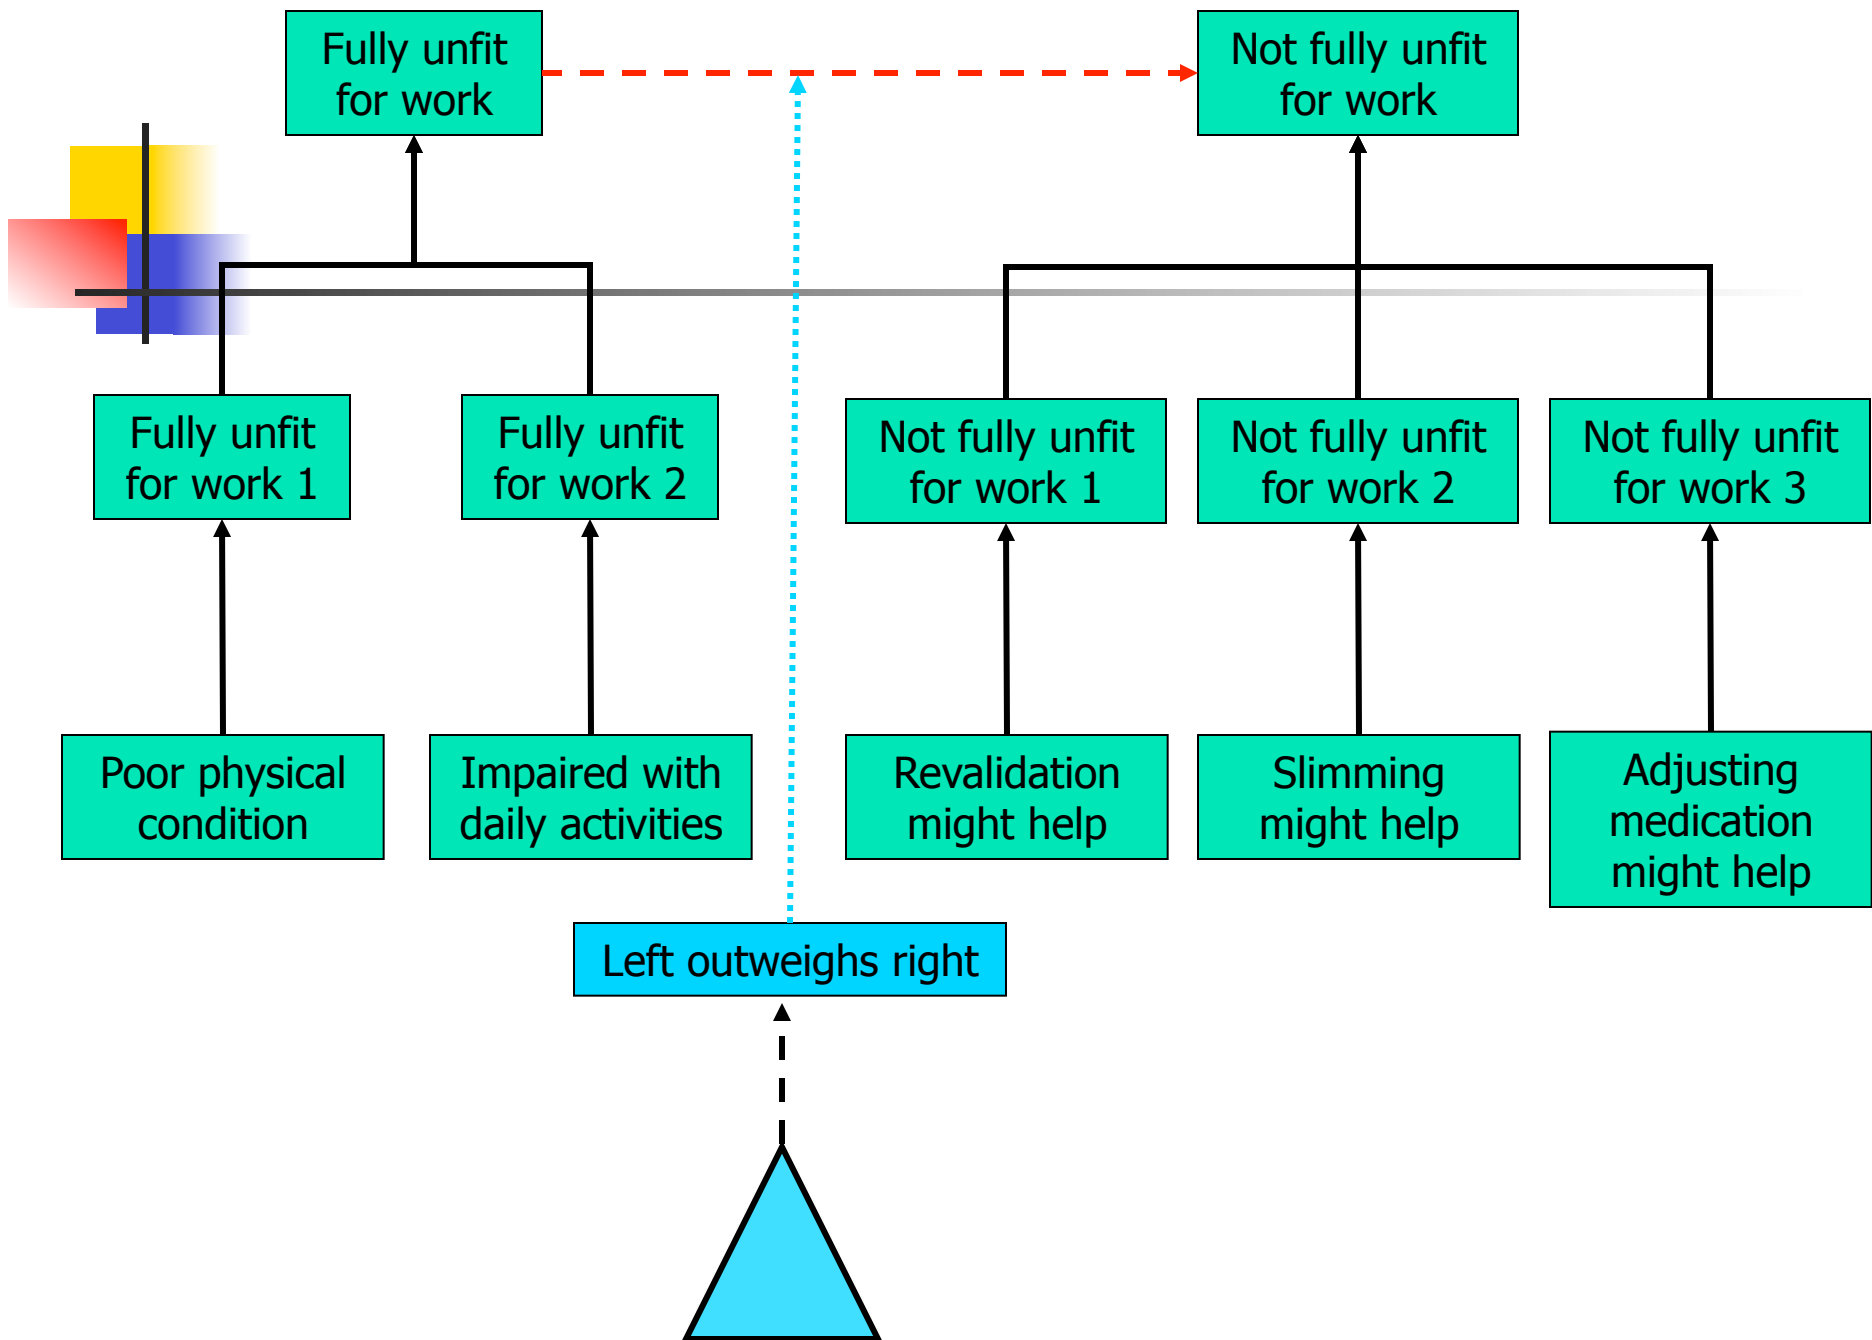 Fully unfit
for work
Not fully unfit
for work
Fully unfit
for work 1
Fully unfit
for work 2
Not fully unfit
for work 1
Not fully unfit
for work 2
Not fully unfit
for work 3
Poor physical
condition
Impaired with
daily activities
Revalidation
might help
Slimming
might help
Adjusting
medication
might help
Left outweighs right